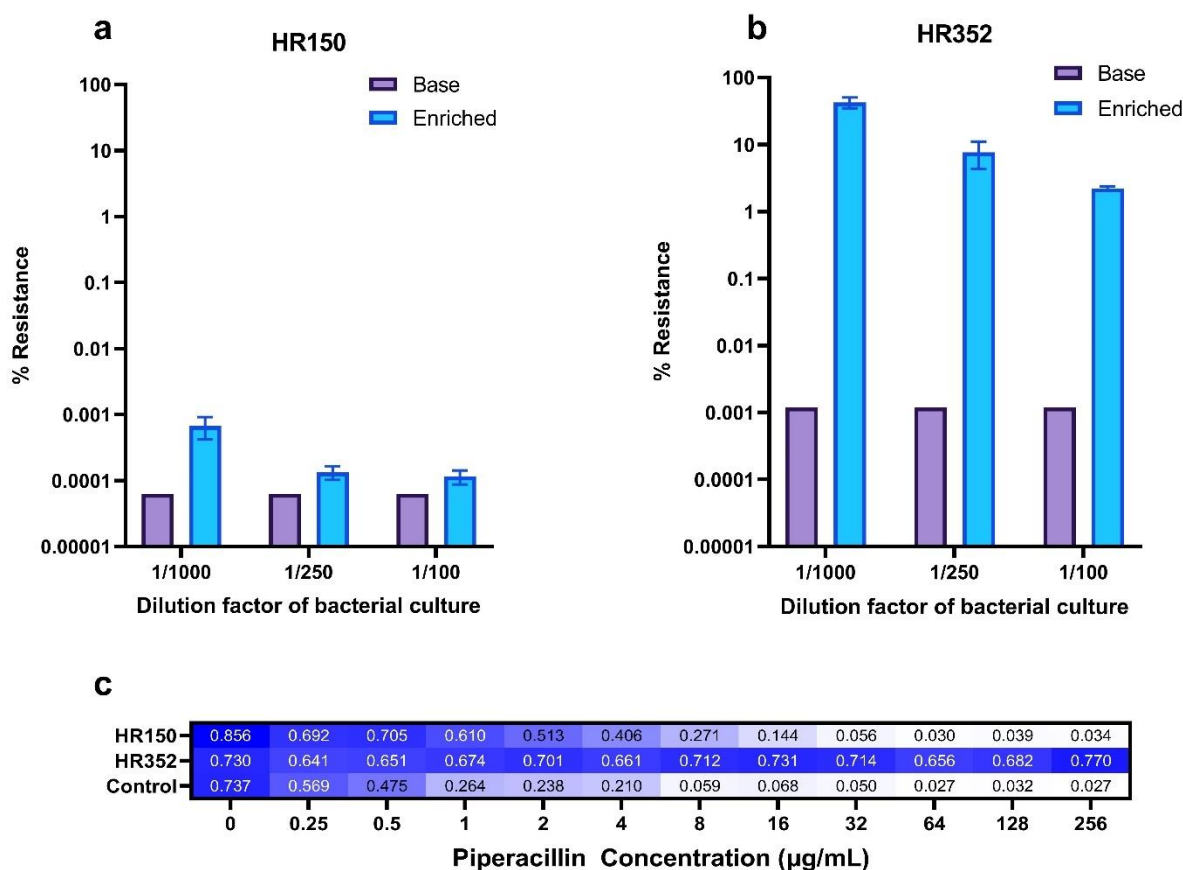 a
HR150
Base
Enriched
100
10
1
0.1
0.01
0.001
0.0001
0.00001
% Resistance
1/1000 1/250 1/100
Dilution factor of bacterial culture
b
HR352
Base
Enriched
100
10
1
0.1
0.01
0.001
0.0001
0.00001
% Resistance
1/1000 1/250 1/100
Dilution factor of bacterial culture
c
HR150 0.856 0.692 0.705 0.610 0.513 0.406 0.271 0.144 0.056 0.030 0.039 0.034
HR352 0.730 0.641 0.651 0.674 0.701 0.661 0.712 0.731 0.714 0.656 0.682 0.770
Control 0.737 0.569 0.475 0.264 0.238 0.210 0.059 0.068 0.050 0.027 0.032 0.027
0 0.25 0.5 1 2 4 8 16 32 64 128 256
Piperacillin Concentration (µg/mL)